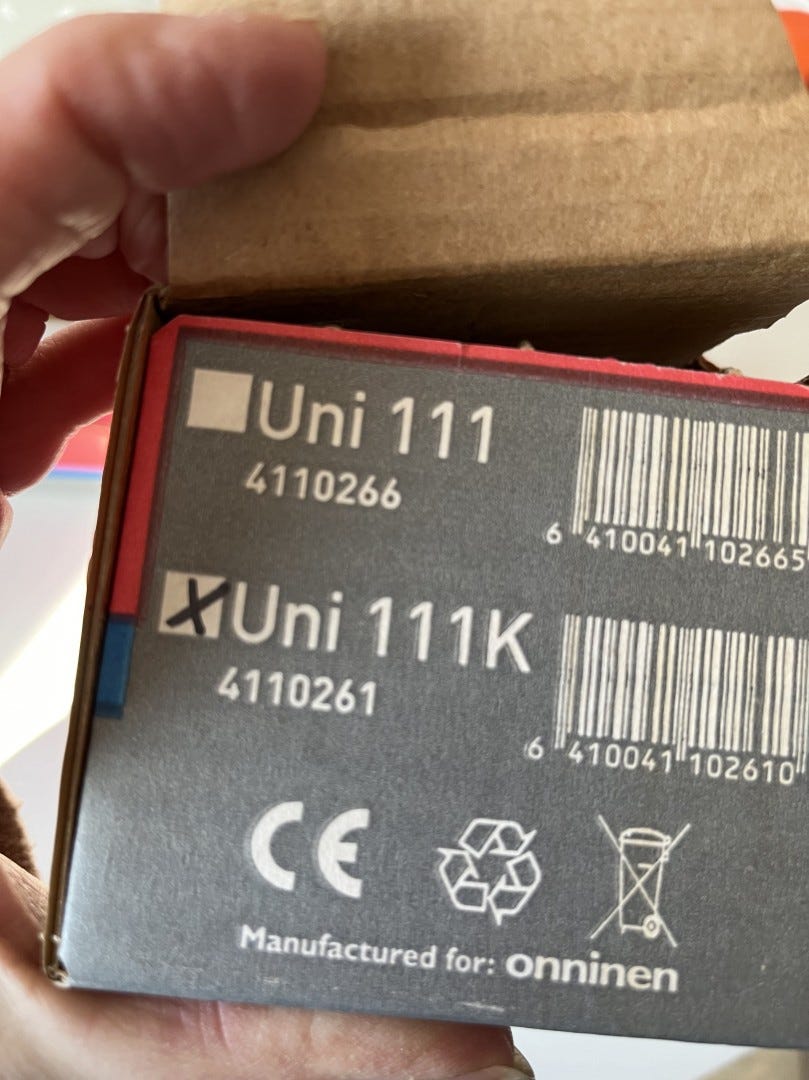 Uni 111
4110266
6 410041 102665
X Uni 111K
4110261
6 410041 102610
CE
Manufactured for: onninen